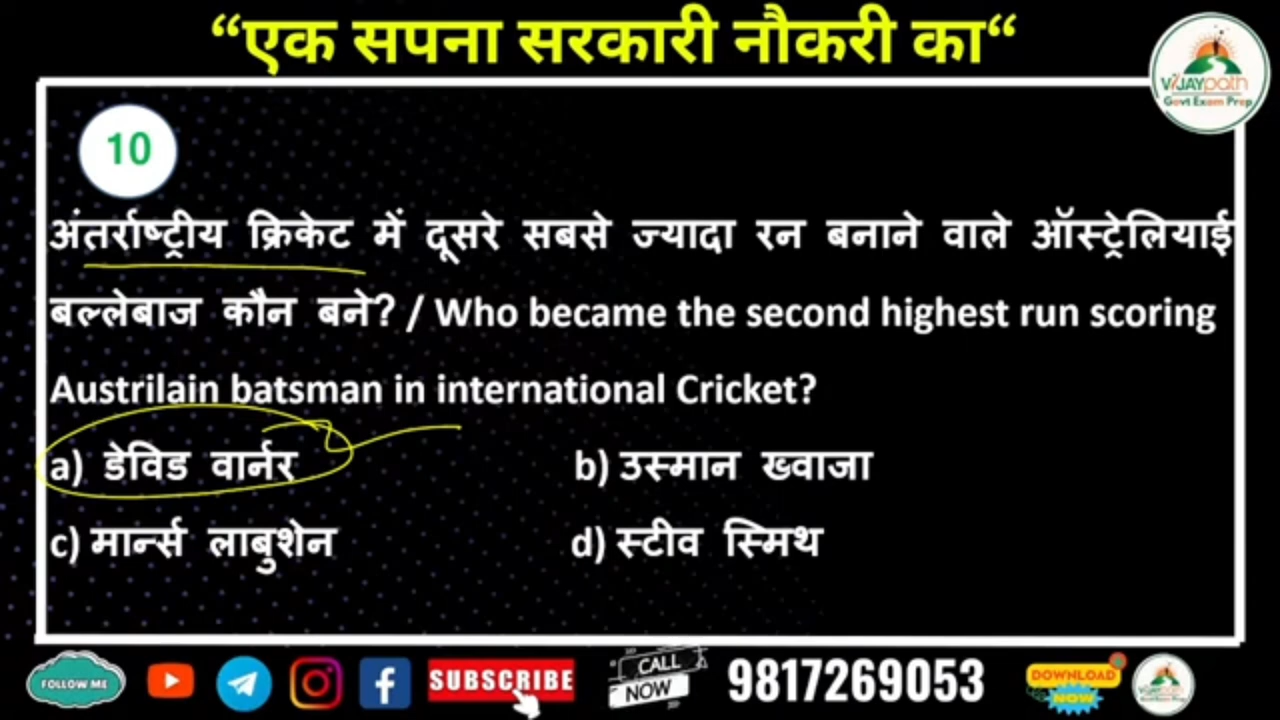 “एक सपना सरकारी नौकरी का“
VIJAYpath
Govt Exam Prep
10
अंतर्राष्ट्रीय क्रिकेट में दूसरे सबसे ज्यादा रन बनाने वाले ऑस्ट्रेलियाई
बल्लेबाज कौन बने? / Who became the second highest run scoring
Austrilain batsman in international Cricket?
a) डेविड वार्नर b) उस्मान ख्वाजा
c) मार्न्स लाबुशेन d) स्टीव स्मिथ
FOLLOW ME SUBSCRIBE CALL NOW 9817269053 DOWNLOAD NOW